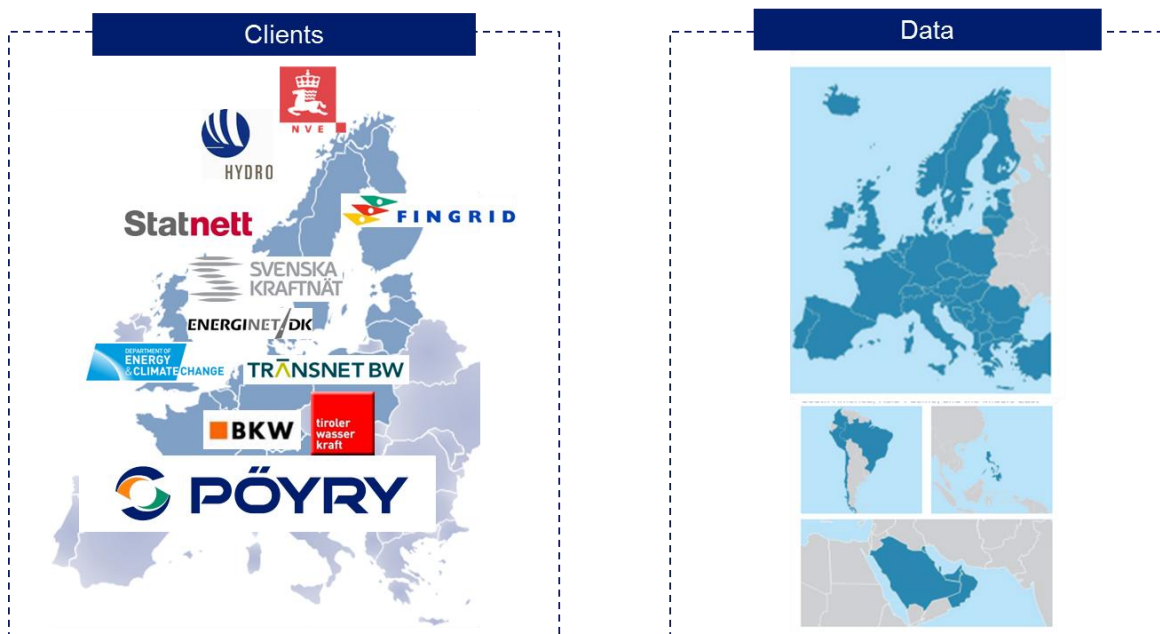 Clients
Data
NVE
HYDRO
Statnett
FINGRID
SVENSKA
KRAFTNÄT
ENERGINET/DK
DEPARTMENT OF
ENERGY
&CLIMATE CHANGE
TRANSNET BW
BKW
tiroler
wasser
kraft
PÖYRY